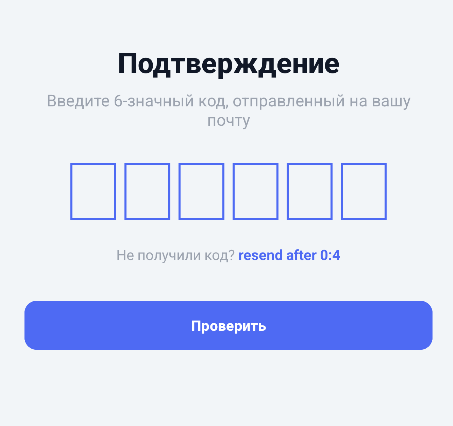 Подтверждение
Введите 6-значный код, отправленный на вашу
почту
Не получили код? resend after 0:4
Проверить